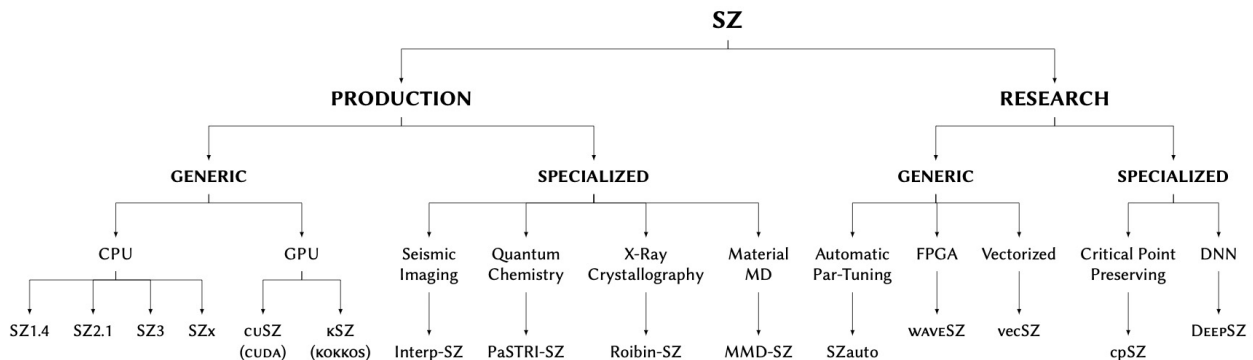 SZ
PRODUCTION
RESEARCH
GENERIC
SPECIALIZED
GENERIC
SPECIALIZED
CPU
GPU
Seismic
Imaging
Quantum
Chemistry
X-Ray
Crystallography
Material
MD
Automatic
Par-Tuning
FPGA
Vectorized
Critical Point
Preserving
DNN
SZ1.4
SZ2.1
SZ3
SZx
cuSZ
(CUDA)
κSZ
(KOKKOS)
Interp-SZ
PaSTRI-SZ
Roibin-SZ
MMD-SZ
SZauto
waveSZ
vecSZ
cpSZ
DeepSZ